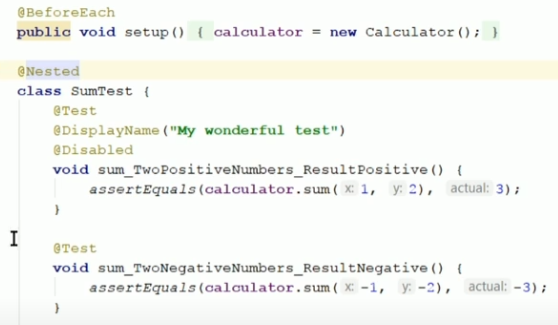 @BeforeEach
public void setup() { calculator = new Calculator(); }
@Nested
class SumTest {
@Test
@DisplayName("My wonderful test")
@Disabled
void sum_TwoPositiveNumbers_ResultPositive() {
assertEquals(calculator.sum( x: 1, y: 2), actual: 3);
}
@Test
void sum_TwoNegativeNumbers_ResultNegative() {
assertEquals(calculator.sum( x: -1, y: -2), actual: -3);
}